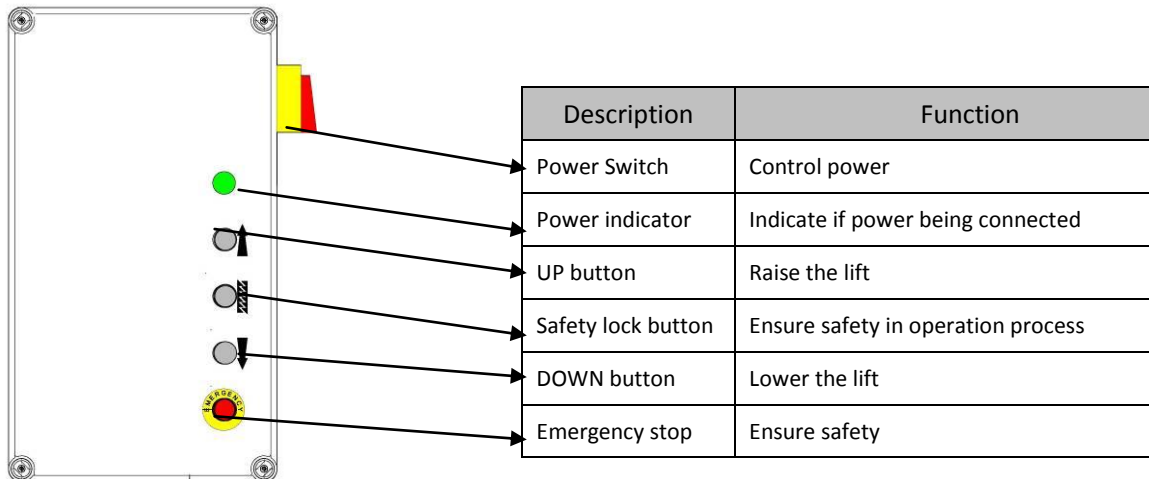 Description Function
Power Switch Control power
Power indicator Indicate if power being connected
UP button Raise the lift
Safety lock button Ensure safety in operation process
DOWN button Lower the lift
EMERGENCY
Emergency stop Ensure safety